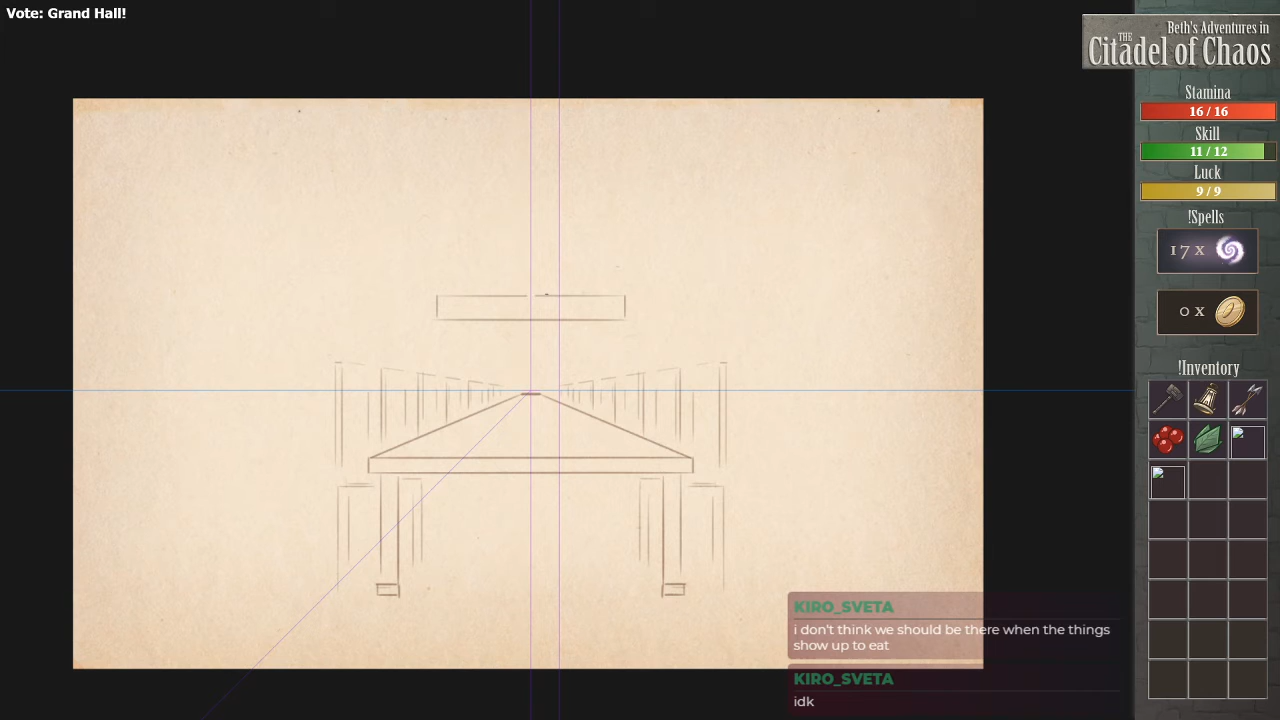 Vote: Grand Hall!
Beth's Adventures in
THE
Citadel of Chaos
Stamina
16 / 16
Skill
11 / 12
Luck
9 / 9
!Spells
17 x
0 x
!Inventory
KIRO_SVETA
i don't think we should be there when the things
show up to eat
KIRO_SVETA
idk